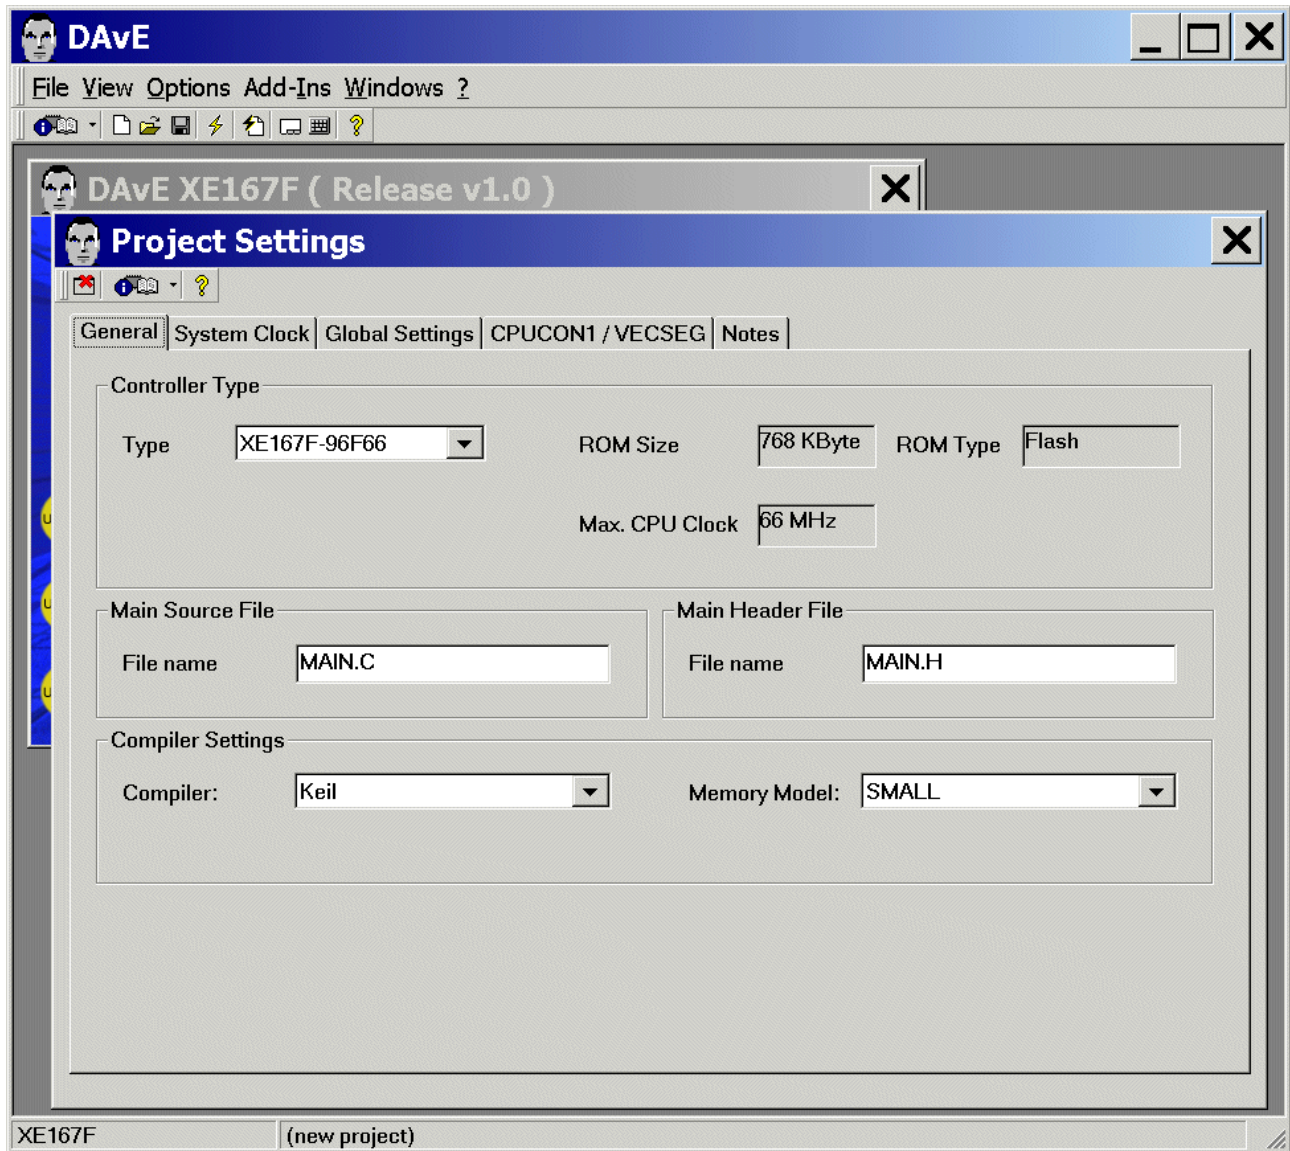 DAvE
File View Options Add-Ins Windows ?
DAvE XE167F ( Release v1.0 )
Project Settings
General System Clock Global Settings CPUCON1 / VECSEG Notes
Controller Type
Type XE167F-96F66 ROM Size 768 KByte ROM Type Flash
Max. CPU Clock 66 MHz
Main Source File Main Header File
File name MAIN.C File name MAIN.H
Compiler Settings
Compiler: Keil Memory Model: SMALL
XE167F (new project)